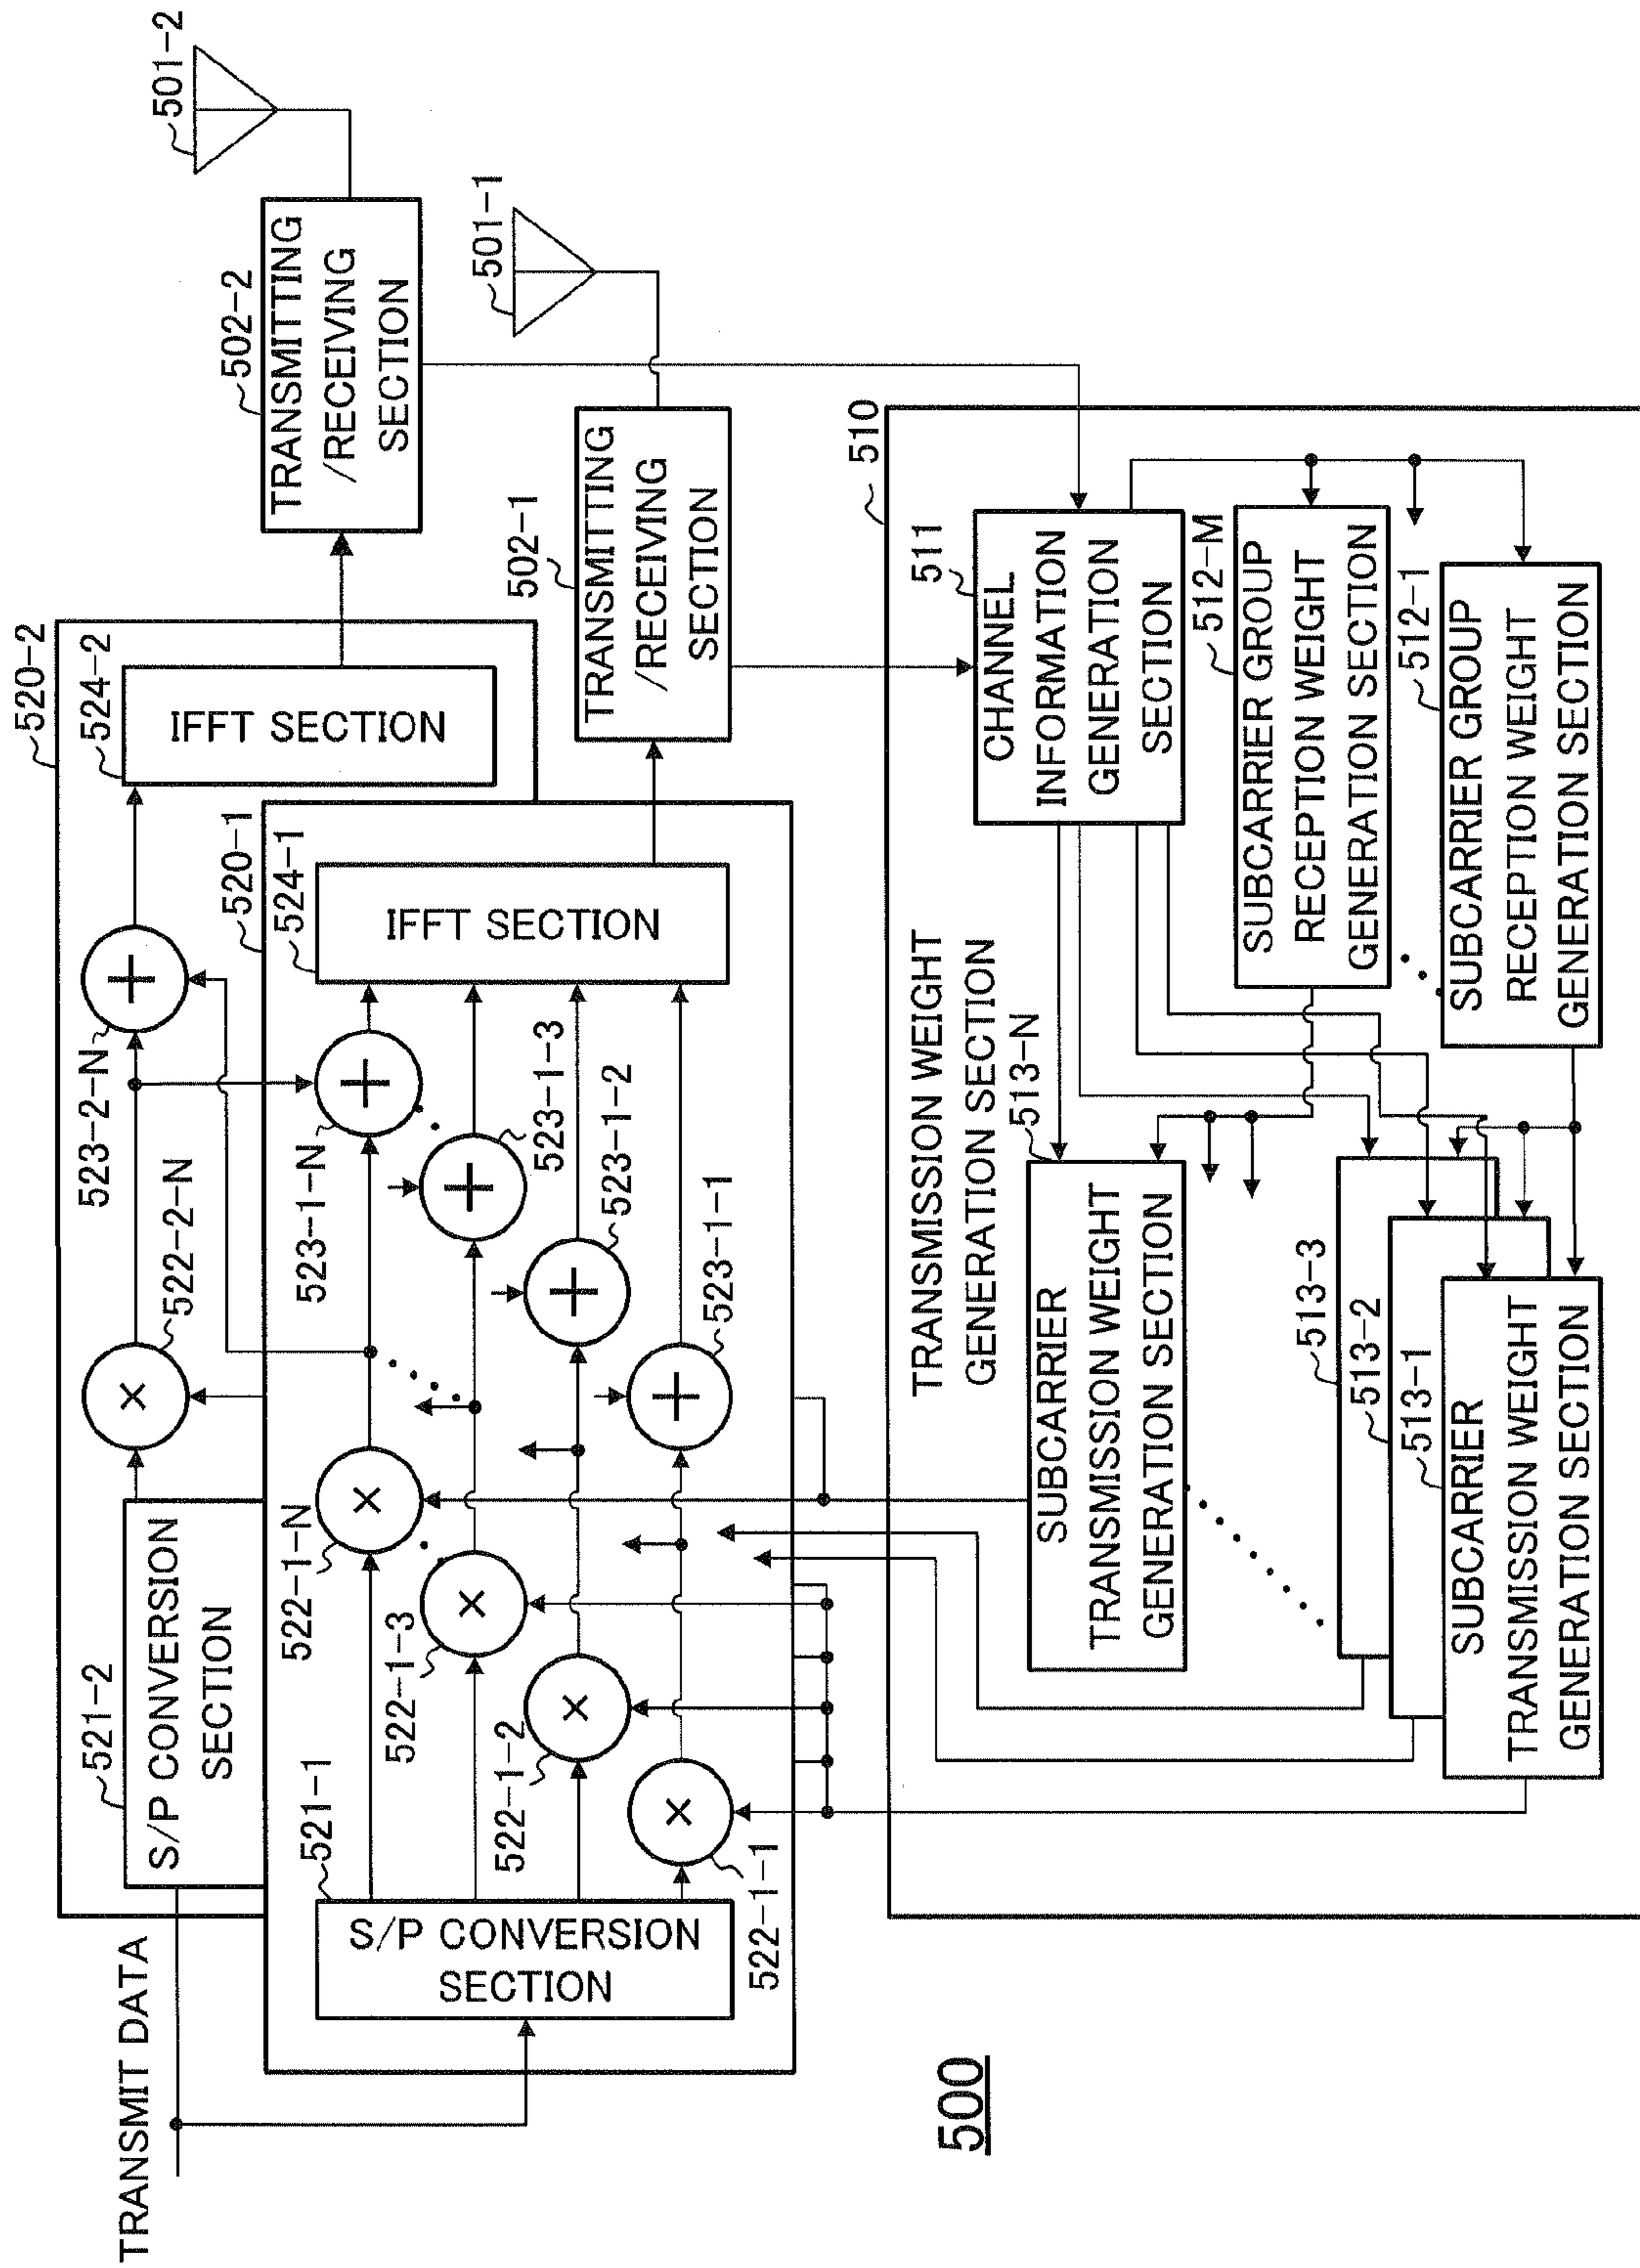 TRANSMIT DATA
521-2
S/P CONVERSION
SECTION
522-2-N
523-2-N
524-2
IFFT SECTION
520-2
502-2
TRANSMITTING
/RECEIVING
SECTION
501-2
521-1
S/P CONVERSION
SECTION
522-1-N
522-1-3
522-1-2
522-1-1
523-1-N
523-1-3
523-1-2
523-1-1
520-1
524-1
IFFT SECTION
502-1
TRANSMITTING
/RECEIVING
SECTION
501-1
500
510
TRANSMISSION WEIGHT
GENERATION SECTION
513-N
SUBCARRIER
TRANSMISSION WEIGHT
GENERATION SECTION
513-3
513-2
513-1
SUBCARRIER
TRANSMISSION WEIGHT
GENERATION SECTION
511
CHANNEL
INFORMATION
GENERATION
SECTION
512-M
SUBCARRIER GROUP
RECEPTION WEIGHT
GENERATION SECTION
512-1
SUBCARRIER GROUP
RECEPTION WEIGHT
GENERATION SECTION